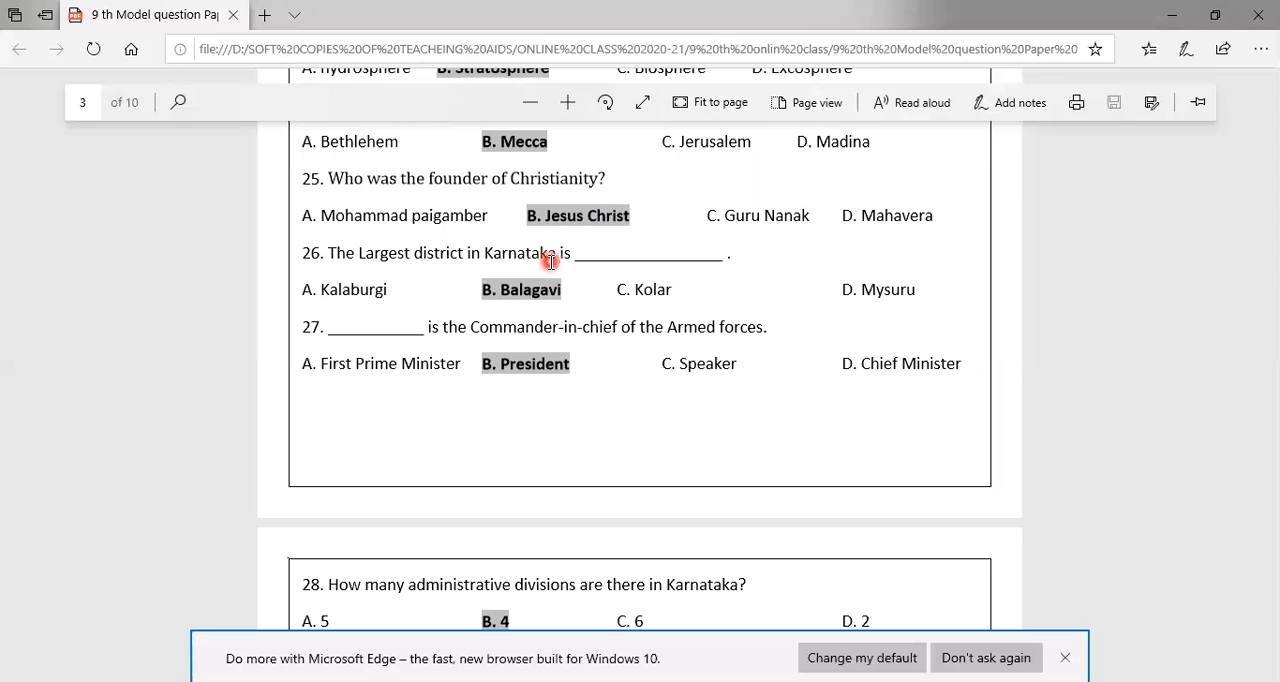 9 th Model question Pa
file:///D:/SOFT%20COPIES%20OF%20TEACHEING%20AIDS/ONLINE%20CLASS%202020-21/9%20th%20onlin%20class/9%20th%20Model%20question%20Paper%20
A. Hydrosphere B. Stratosphere C. Biosphere D. Excosphere
3 of 10 Fit to page Page view Read aloud Add notes
A. Bethlehem B. Mecca C. Jerusalem D. Madina
25. Who was the founder of Christianity?
A. Mohammad paigamber B. Jesus Christ C. Guru Nanak D. Mahavera
26. The Largest district in Karnataka is _________________ .
A. Kalaburgi B. Balagavi C. Kolar D. Mysuru
27. ___________ is the Commander-in-chief of the Armed forces.
A. First Prime Minister B. President C. Speaker D. Chief Minister
28. How many administrative divisions are there in Karnataka?
A. 5 B. 4 C. 6 D. 2
Do more with Microsoft Edge – the fast, new browser built for Windows 10. Change my default Don't ask again